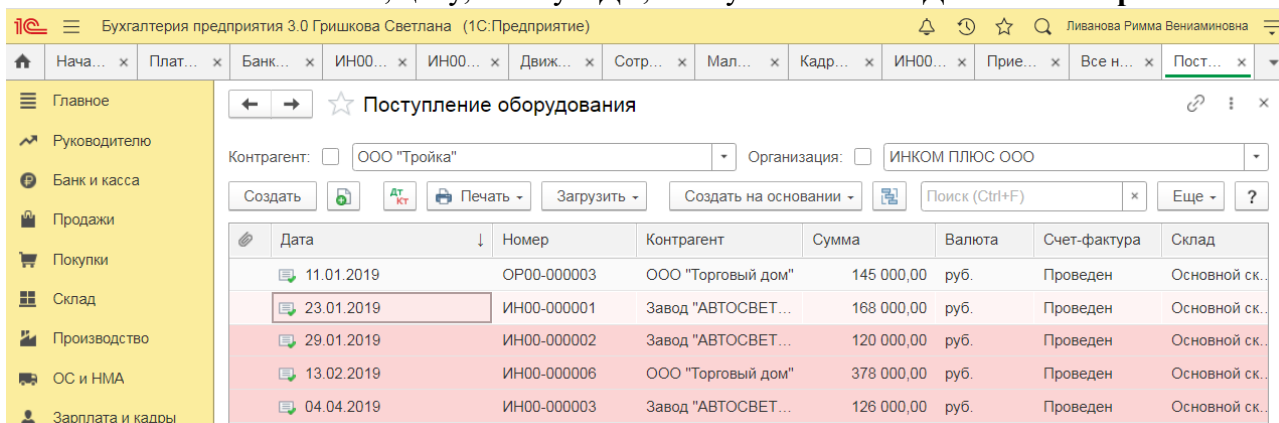 1С Бухгалтерия предприятия 3.0 Гришкова Светлана (1С:Предприятие) Ливанова Римма Вениаминовна
Нача... × Плат... × Банк... × ИН00... × ИН00... × Движ... × Сотр... × Мал... × Кадр... × ИН00... × Прие... × Все н... × Пост... ×
Главное
Руководителю
Банк и касса
Продажи
Покупки
Склад
Производство
ОС и НМА
Зарплата и кадры
Поступление оборудования
Контрагент: ООО "Тройка" Организация: ИНКОМ ПЛЮС ООО
Создать Дт Кт Печать Загрузить Создать на основании Поиск (Ctrl+F) × Еще ?
Дата ↓ Номер Контрагент Сумма Валюта Счет-фактура Склад
11.01.2019 ОР00-000003 ООО "Торговый дом" 145 000,00 руб. Проведен Основной ск...
23.01.2019 ИН00-000001 Завод "АВТОСВЕТ... 168 000,00 руб. Проведен Основной ск...
29.01.2019 ИН00-000002 Завод "АВТОСВЕТ... 120 000,00 руб. Проведен Основной ск...
13.02.2019 ИН00-000006 ООО "Торговый дом" 378 000,00 руб. Проведен Основной ск...
04.04.2019 ИН00-000003 Завод "АВТОСВЕТ... 126 000,00 руб. Проведен Основной ск...